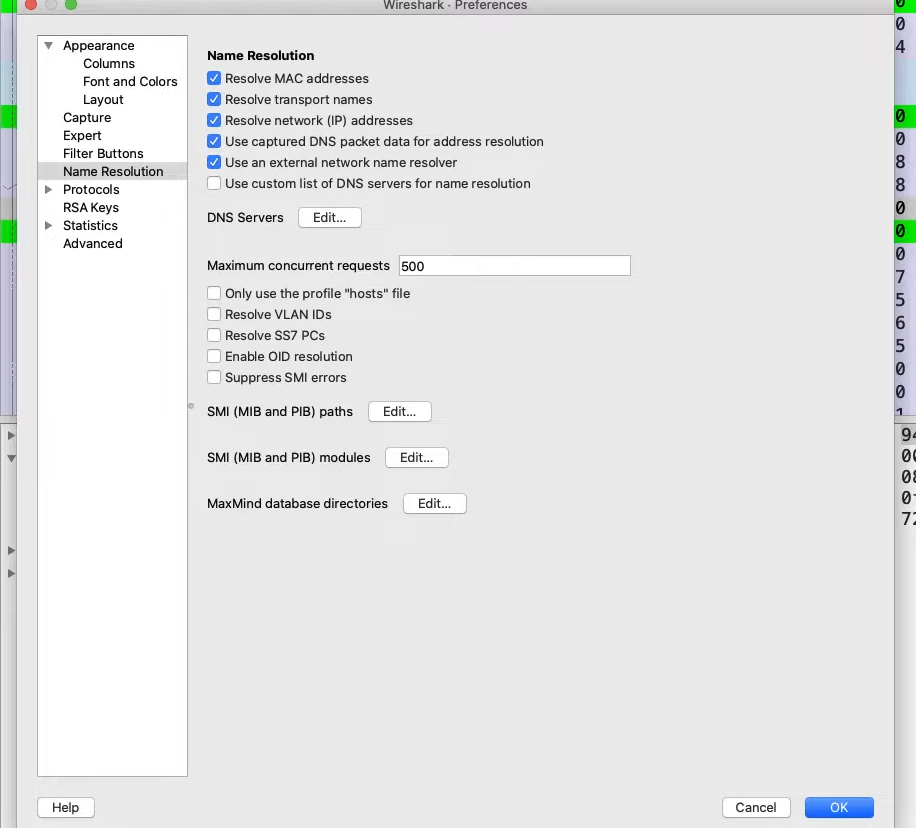 Wireshark · Preferences
Appearance
Columns
Font and Colors
Layout
Capture
Expert
Filter Buttons
Name Resolution
Protocols
RSA Keys
Statistics
Advanced
Name Resolution
Resolve MAC addresses
Resolve transport names
Resolve network (IP) addresses
Use captured DNS packet data for address resolution
Use an external network name resolver
Use custom list of DNS servers for name resolution
DNS Servers Edit...
Maximum concurrent requests 500
Only use the profile "hosts" file
Resolve VLAN IDs
Resolve SS7 PCs
Enable OID resolution
Suppress SMI errors
SMI (MIB and PIB) paths Edit...
SMI (MIB and PIB) modules Edit...
MaxMind database directories Edit...
Help Cancel OK
0
4
0
0
8
8
0
0
0
7
5
6
5
0
0
1
94
00
08
72